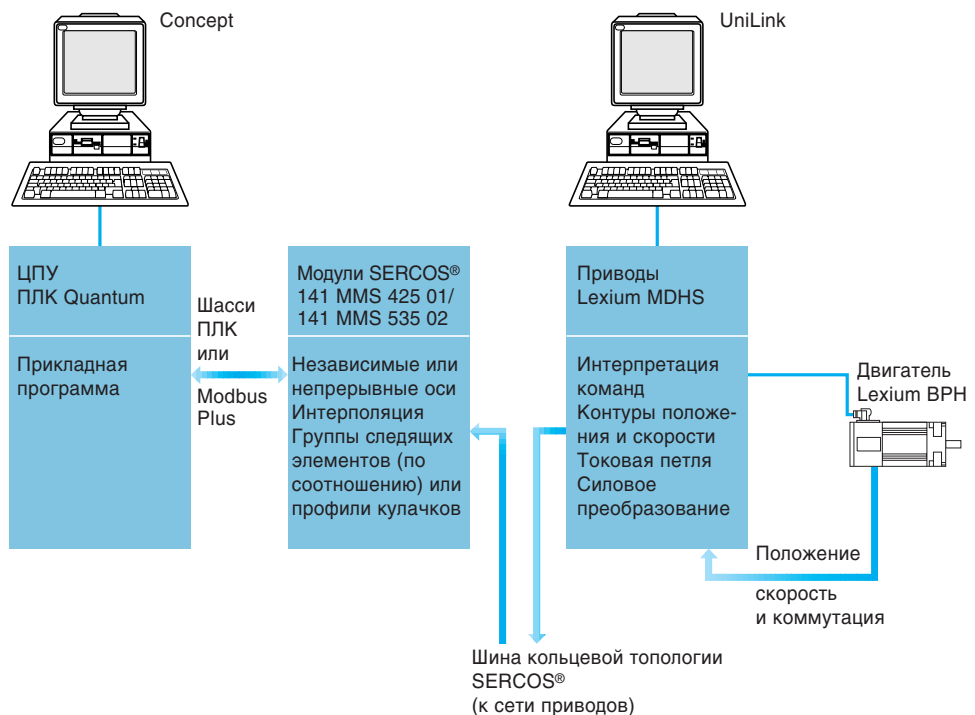 Concept
UniLink
ЦПУ
ПЛК Quantum
Шасси
ПЛК
или
Modbus
Plus
Модули SERCOS®
141 MMS 425 01/
141 MMS 535 02
Приводы
Lexium MDHS
Прикладная
программа
Независимые или
непрерывные оси
Интерполяция
Группы следящих
элементов (по
соотношению) или
профили кулачков
Интерпретация
команд
Контуры положе-
ния и скорости
Токовая петля
Силовое
преобразование
Двигатель
Lexium BPH
Положение
скорость
и коммутация
Шина кольцевой топологии
SERCOS®
(к сети приводов)